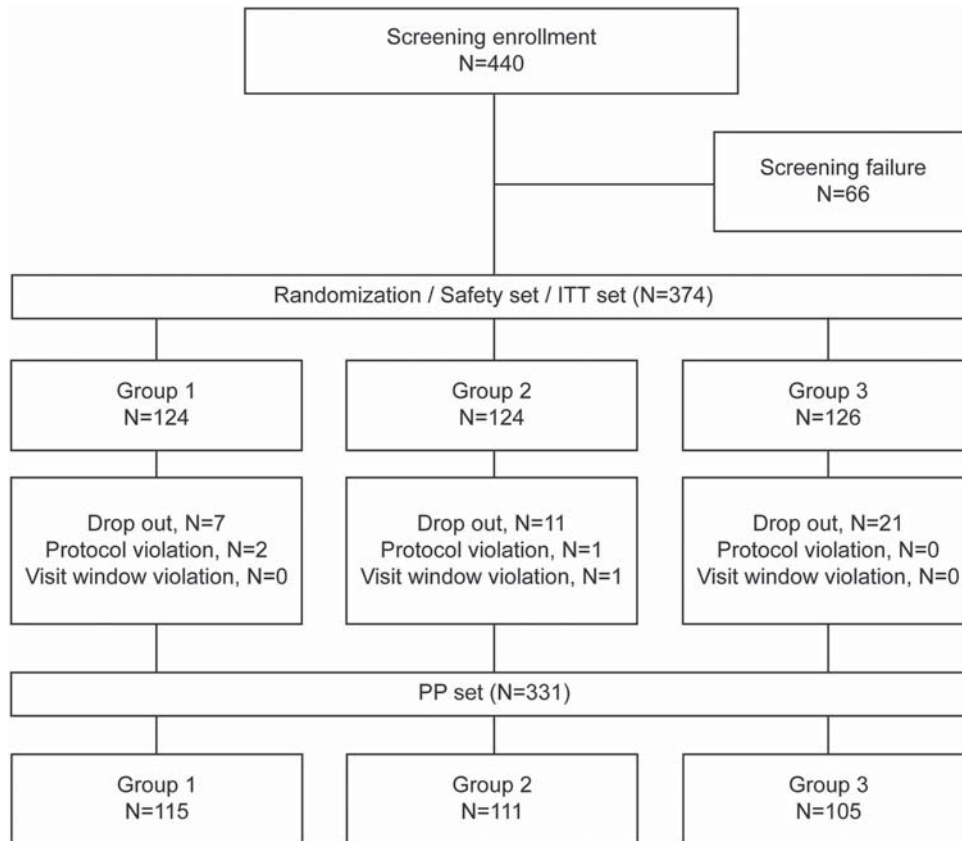 Screening enrollment
N=440
Screening failure
N=66
Randomization / Safety set / ITT set (N=374)
Group 1
N=124
Group 2
N=124
Group 3
N=126
Drop out, N=7
Protocol violation, N=2
Visit window violation, N=0
Drop out, N=11
Protocol violation, N=1
Visit window violation, N=1
Drop out, N=21
Protocol violation, N=0
Visit window violation, N=0
PP set (N=331)
Group 1
N=115
Group 2
N=111
Group 3
N=105